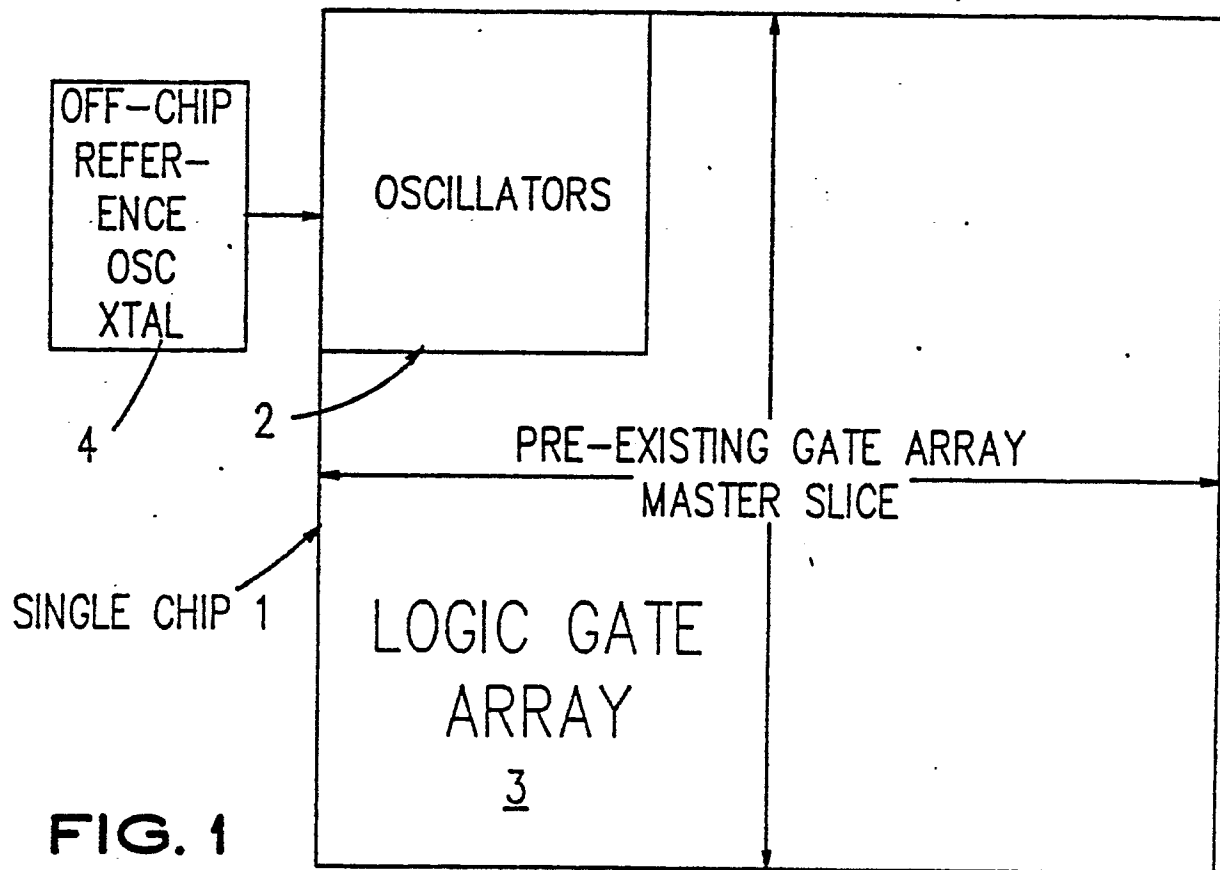 OFF-CHIP
REFER-
ENCE
OSC
XTAL
4
OSCILLATORS
2
PRE-EXISTING GATE ARRAY
MASTER SLICE
SINGLE CHIP 1
LOGIC GATE
ARRAY
3
FIG. 1